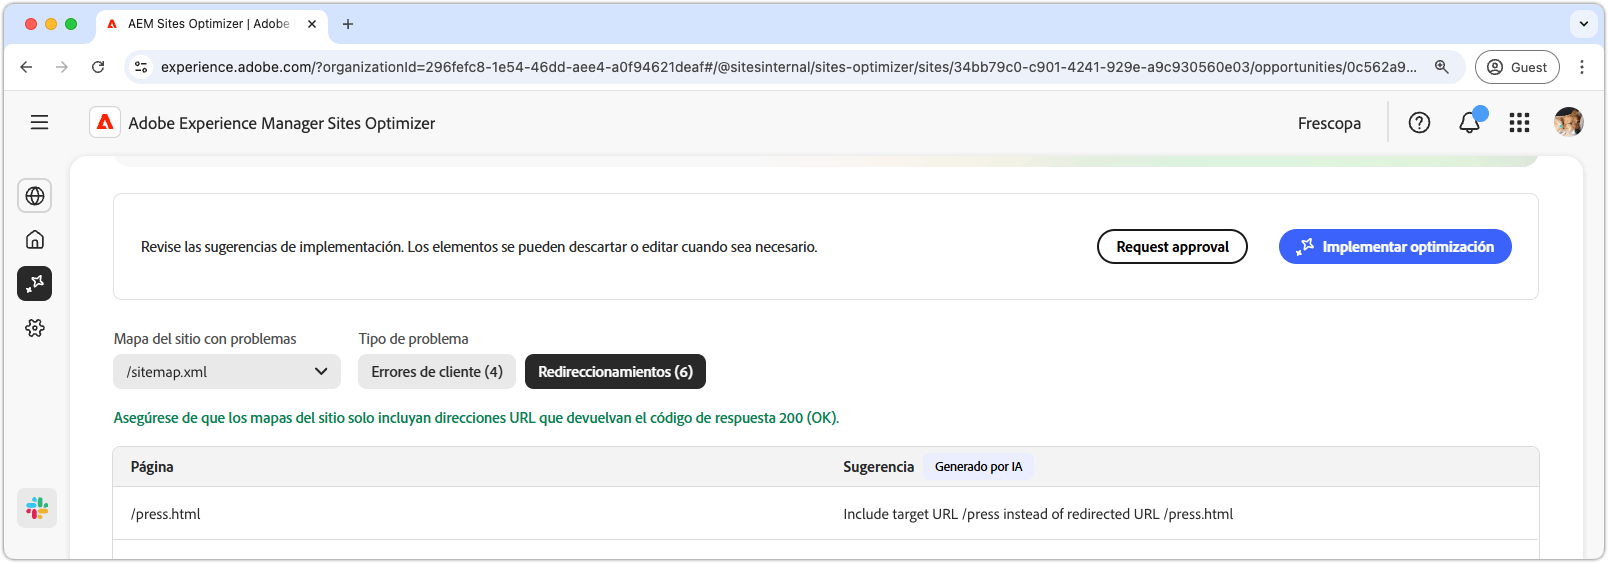 AEM Sites Optimizer | Adobe
experience.adobe.com/?organizationId=296fefc8-1e54-46dd-aee4-a0f94621deaf#/@sitesinternal/sites-optimizer/sites/34bb79c0-c901-4241-929e-a9c930560e03/opportunities/0c562a9...
Guest
Adobe Experience Manager Sites Optimizer
Frescopa
Revise las sugerencias de implementación. Los elementos se pueden descartar o editar cuando sea necesario.
Request approval
Implementar optimización
Mapa del sitio con problemas
Tipo de problema
/sitemap.xml
Errores de cliente (4)
Redireccionamientos (6)
Asegúrese de que los mapas del sitio solo incluyan direcciones URL que devuelvan el código de respuesta 200 (OK).
Página
Sugerencia
Generado por IA
/press.html
Include target URL /press instead of redirected URL /press.html